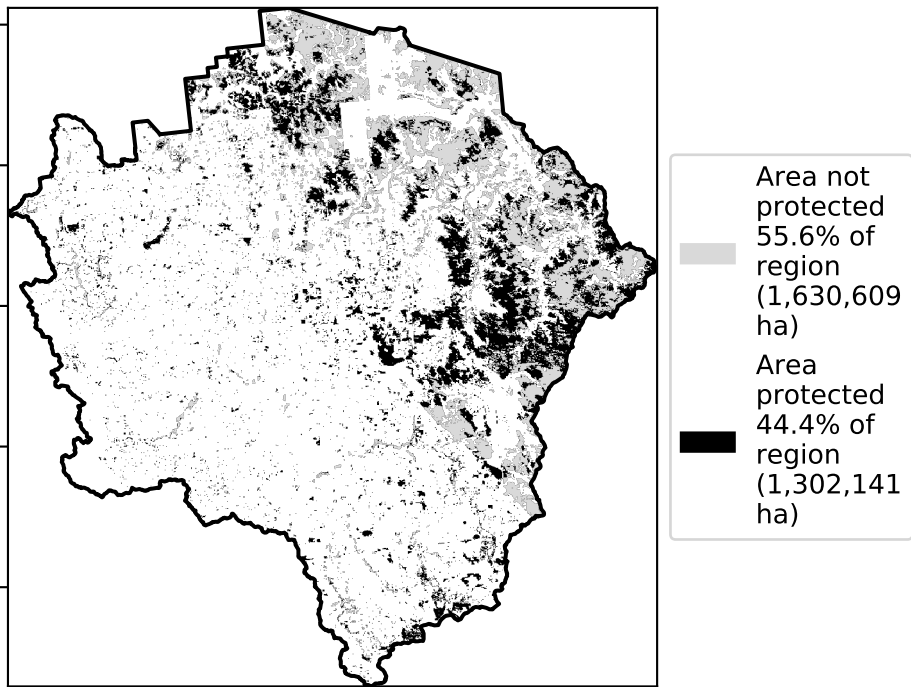 Area not
protected
55.6% of
region
(1,630,609
ha)
Area
protected
44.4% of
region
(1,302,141
ha)